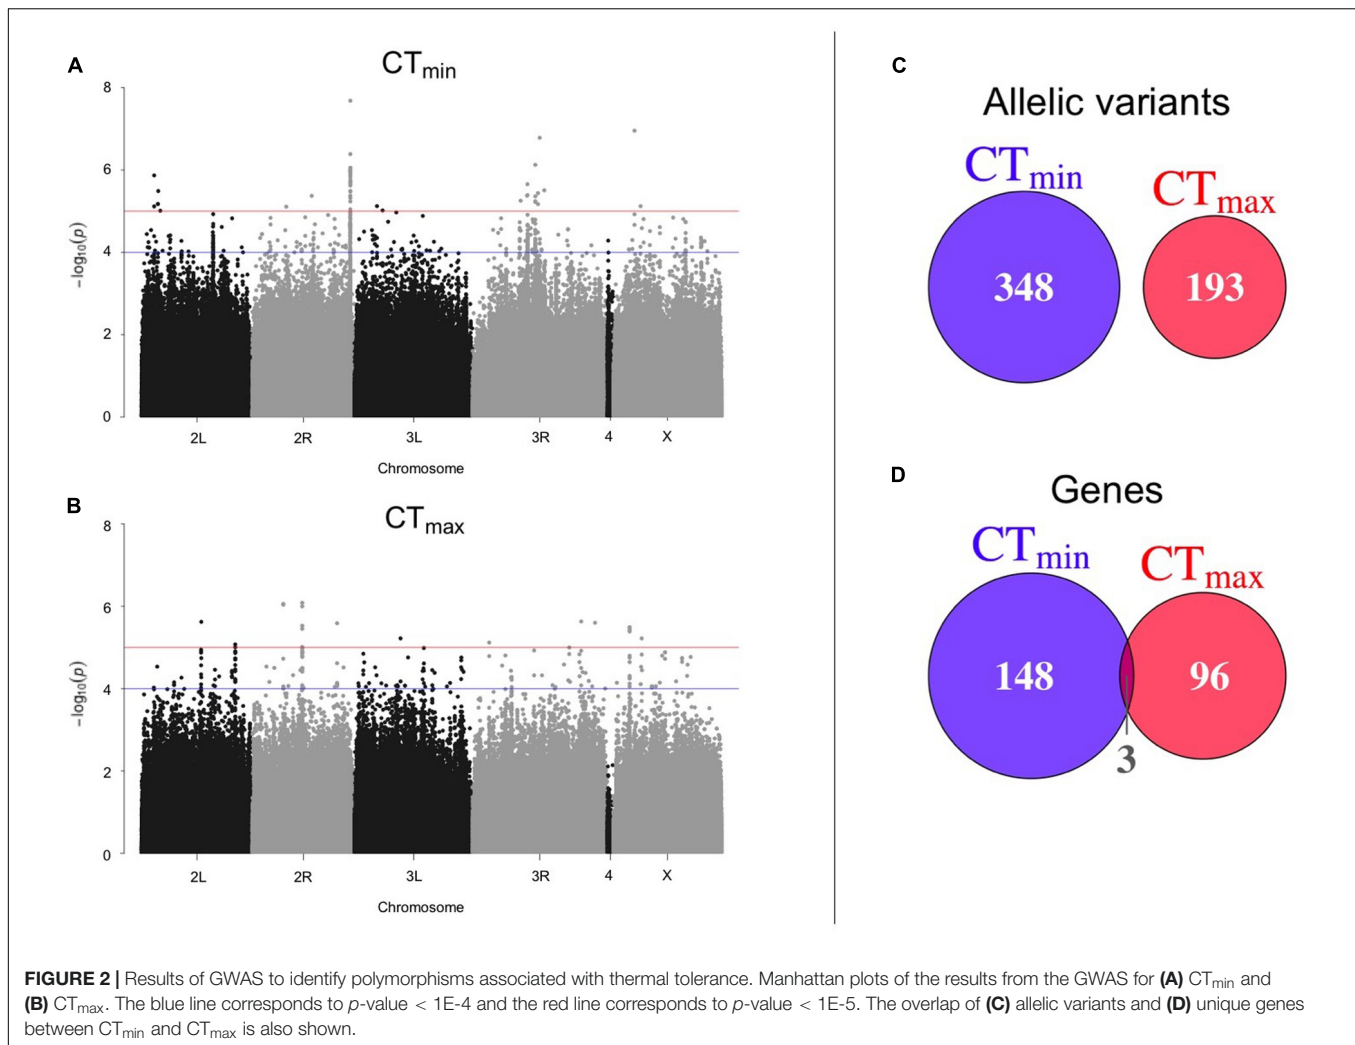 A
CTmin
8
6
4
2
0
−log10(p)
2L 2R 3L 3R 4 X
Chromosome
B
CTmax
8
6
4
2
0
−log10(p)
2L 2R 3L 3R 4 X
Chromosome
C
Allelic variants
CTmin
CTmax
348 193
D
Genes
CTmin
CTmax
148 96
3
FIGURE 2 | Results of GWAS to identify polymorphisms associated with thermal tolerance. Manhattan plots of the results from the GWAS for (A) CTmin and
(B) CTmax. The blue line corresponds to p-value < 1E-4 and the red line corresponds to p-value < 1E-5. The overlap of (C) allelic variants and (D) unique genes
between CTmin and CTmax is also shown.